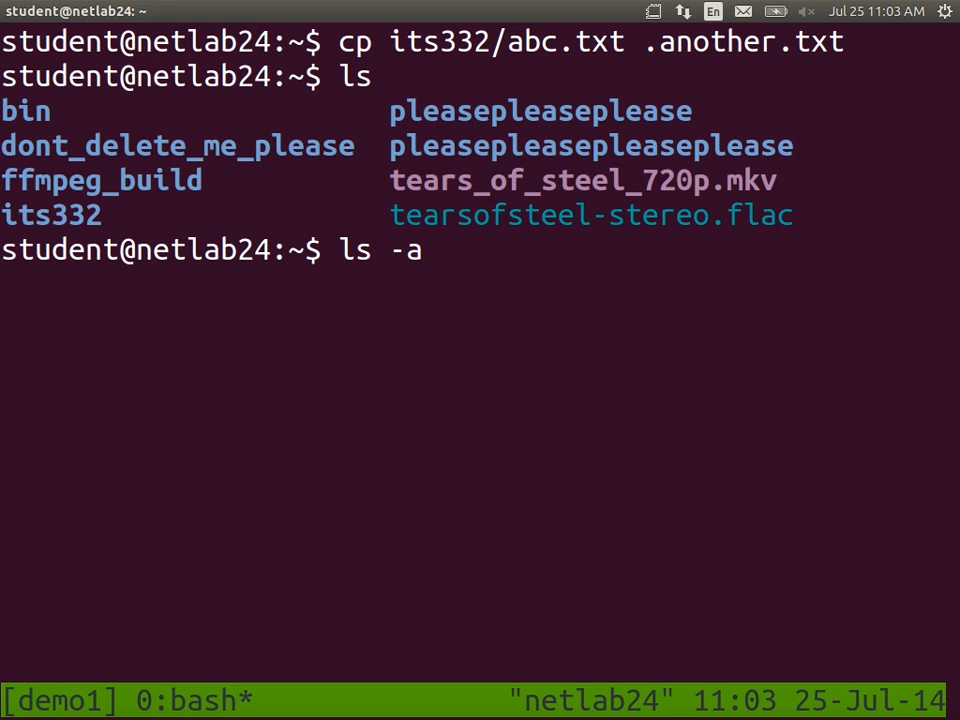 student@netlab24: ~ En Jul 25 11:03 AM
student@netlab24:~$ cp its332/abc.txt .another.txt
student@netlab24:~$ ls
bin pleasepleaseplease
dont_delete_me_please pleasepleasepleaseplease
ffmpeg_build tears_of_steel_720p.mkv
its332 tearsofsteel-stereo.flac
student@netlab24:~$ ls -a
[demo1] 0:bash* "netlab24" 11:03 25-Jul-14